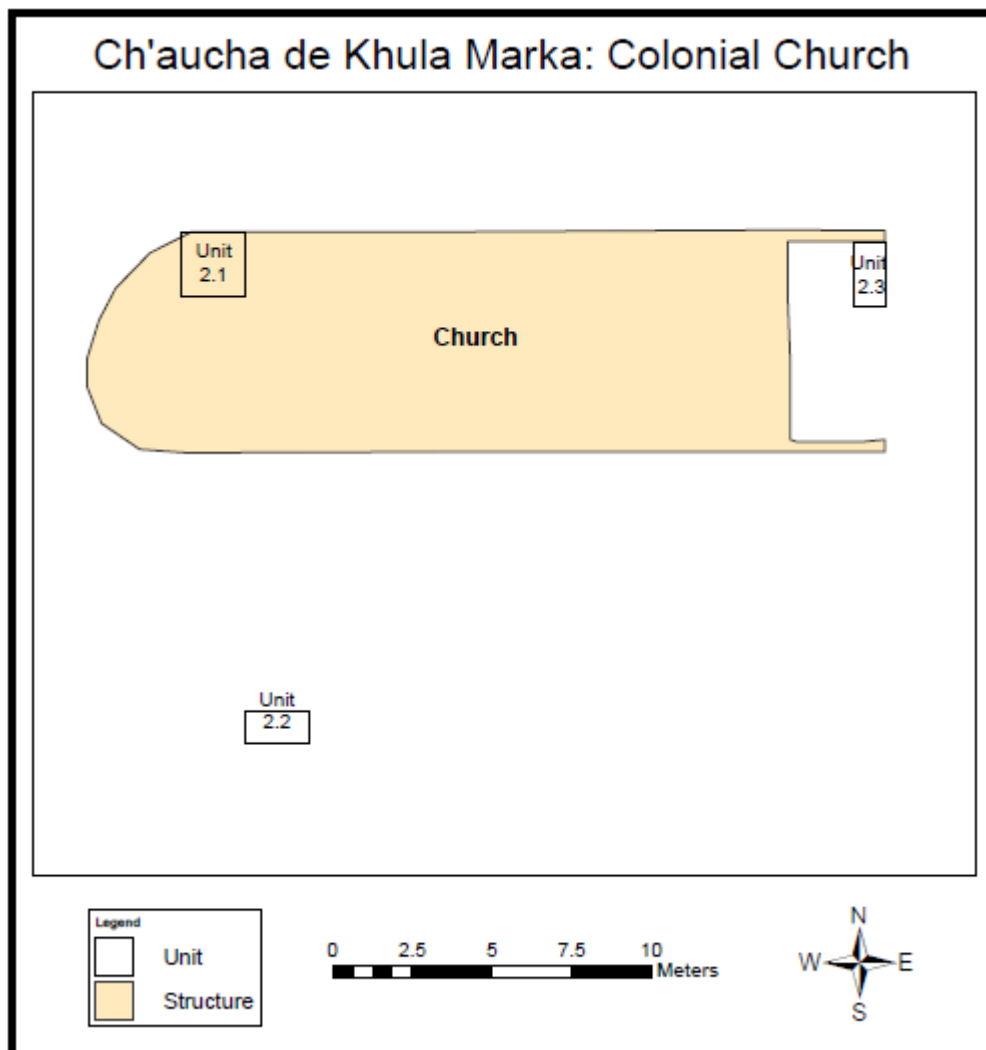 Ch'aucha de Khula Marka: Colonial Church
Unit
2.1
Unit
2.3
Church
Unit
2.2
Legend
Unit
Structure
0 2.5 5 7.5 10
Meters
N
W E
S